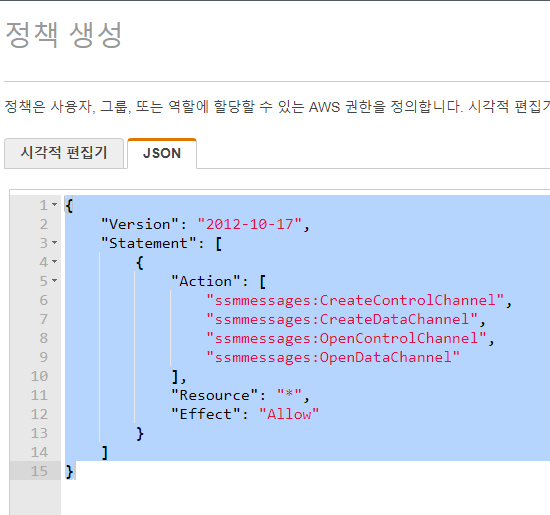 정책 생성
정책은 사용자, 그룹, 또는 역할에 할당할 수 있는 AWS 권한을 정의합니다. 시각적 편집기
시각적 편집기 JSON
1 {
2 "Version": "2012-10-17",
3 "Statement": [
4 {
5 "Action": [
6 "ssmmessages:CreateControlChannel",
7 "ssmmessages:CreateDataChannel",
8 "ssmmessages:OpenControlChannel",
9 "ssmmessages:OpenDataChannel"
10 ],
11 "Resource": "*",
12 "Effect": "Allow"
13 }
14 ]
15 }